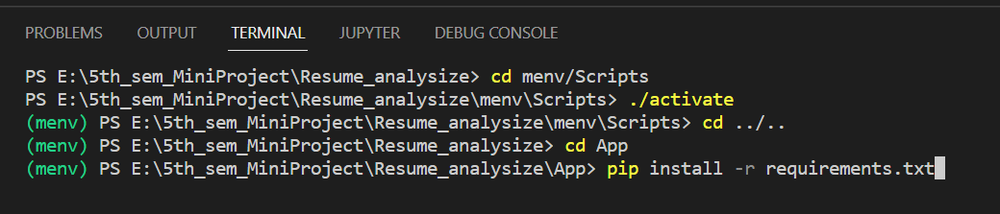 PROBLEMS OUTPUT TERMINAL JUPYTER DEBUG CONSOLE
PS E:\5th_sem_MiniProject\Resume_analysize> cd menv/Scripts
PS E:\5th_sem_MiniProject\Resume_analysize\menv\Scripts> ./activate
(menv) PS E:\5th_sem_MiniProject\Resume_analysize\menv\Scripts> cd ../..
(menv) PS E:\5th_sem_MiniProject\Resume_analysize> cd App
(menv) PS E:\5th_sem_MiniProject\Resume_analysize\App> pip install -r requirements.txt